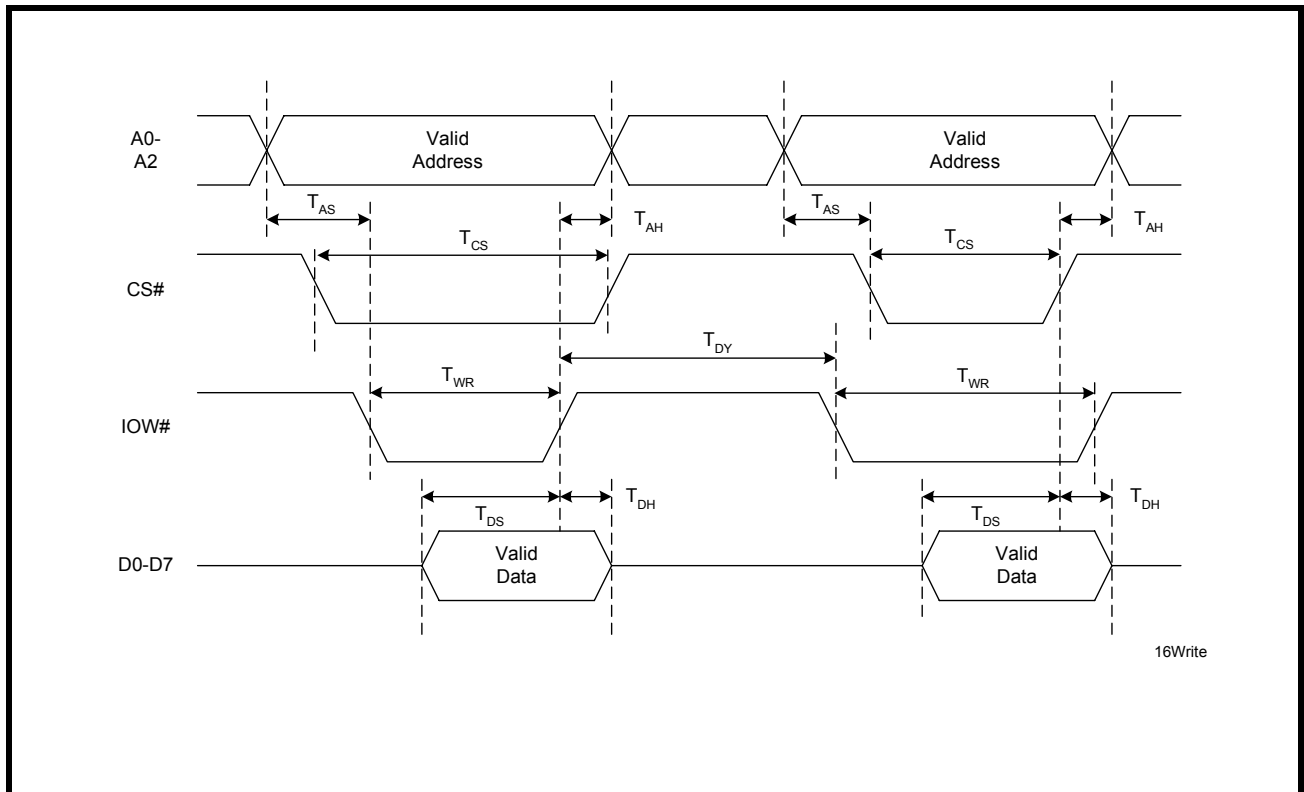 A0-
A2
Valid
Address
Valid
Address
TAS
TAH
TAS
TAH
TCS
TCS
CS#
TDY
TWR
TWR
IOW#
TDS
TDH
TDS
TDH
D0-D7
Valid
Data
Valid
Data
16Write